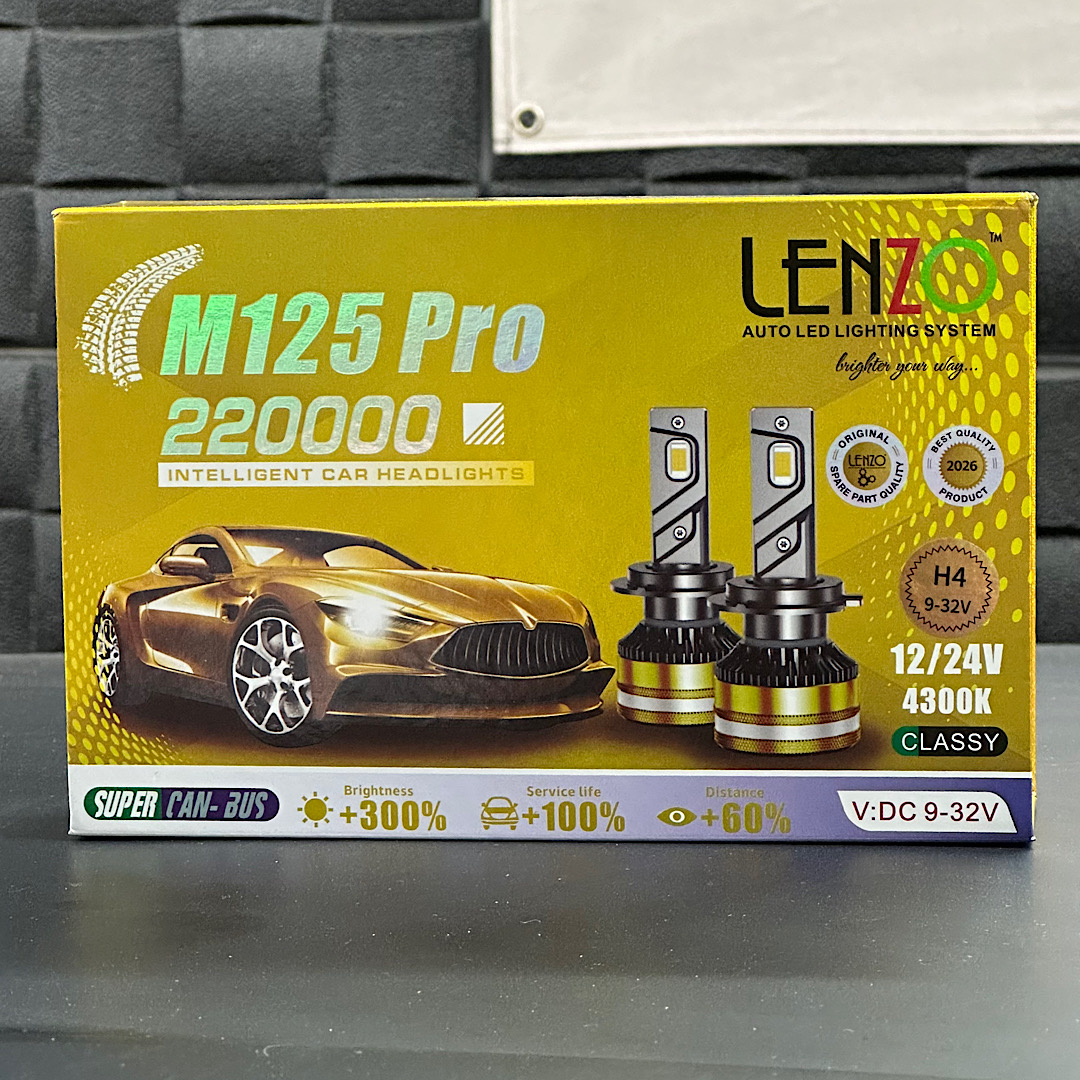 M125 Pro
220000
INTELLIGENT CAR HEADLIGHTS
LENZO™
AUTO LED LIGHTING SYSTEM
brighter your way...
ORIGINAL
LENZO
SPARE PART QUALITY
BEST QUALITY
2026
PRODUCT
H4
9-32V
12/24V
4300K
CLASSY
SUPER CAN-BUS
Brightness
+300%
Service life
+100%
Distance
+60%
V:DC 9-32V